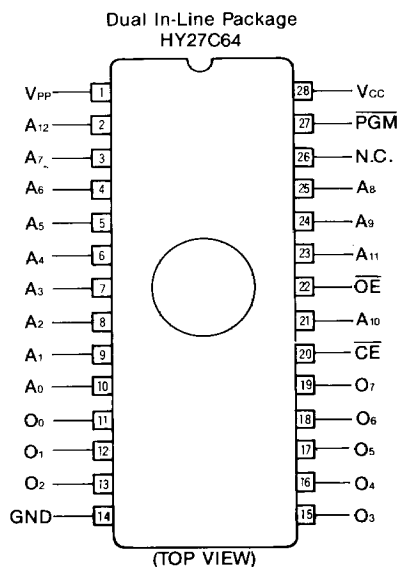 Dual In-Line Package
HY27C64
VPP 1 28 VCC
A12 2 27 P̅G̅M̅
A7 3 26 N.C.
A6 4 25 A8
A5 5 24 A9
A4 6 23 A11
A3 7 22 O̅E̅
A2 8 21 A10
A1 9 20 C̅E̅
A0 10 19 O7
O0 11 18 O6
O1 12 17 O5
O2 13 16 O4
GND 14 15 O3
(TOP VIEW)